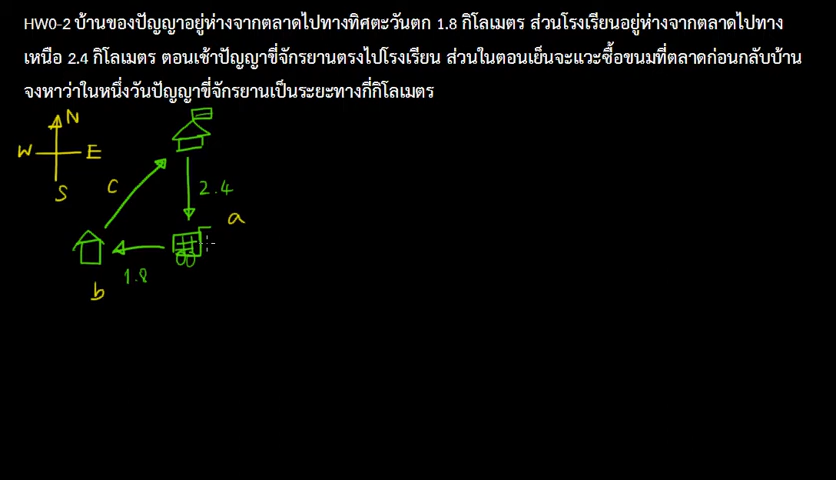 HW0-2 บ้านของปัญญาอยู่ห่างจากตลาดไปทางทิศตะวันตก 1.8 กิโลเมตร ส่วนโรงเรียนอยู่ห่างจากตลาดไปทาง
เหนือ 2.4 กิโลเมตร ตอนเช้าปัญญาขี่จักรยานตรงไปโรงเรียน ส่วนในตอนเย็นจะแวะซื้อขนมที่ตลาดก่อนกลับบ้าน
จงหาว่าในหนึ่งวันปัญญาขี่จักรยานเป็นระยะทางกี่กิโลเมตร
N
W E
S
c
2.4
a
1.8
b